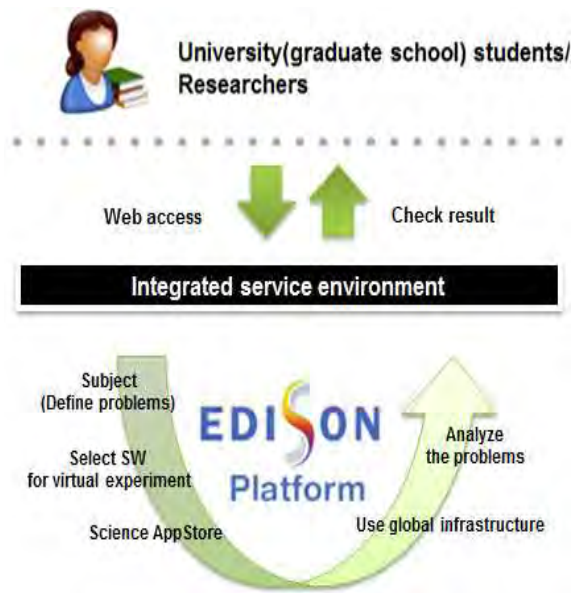 University(graduate school) students/
Researchers
Web access
Check result
Integrated service environment
Subject
(Define problems)
EDISON
Platform
Analyze
the problems
Select SW
for virtual experiment
Science AppStore
Use global infrastructure